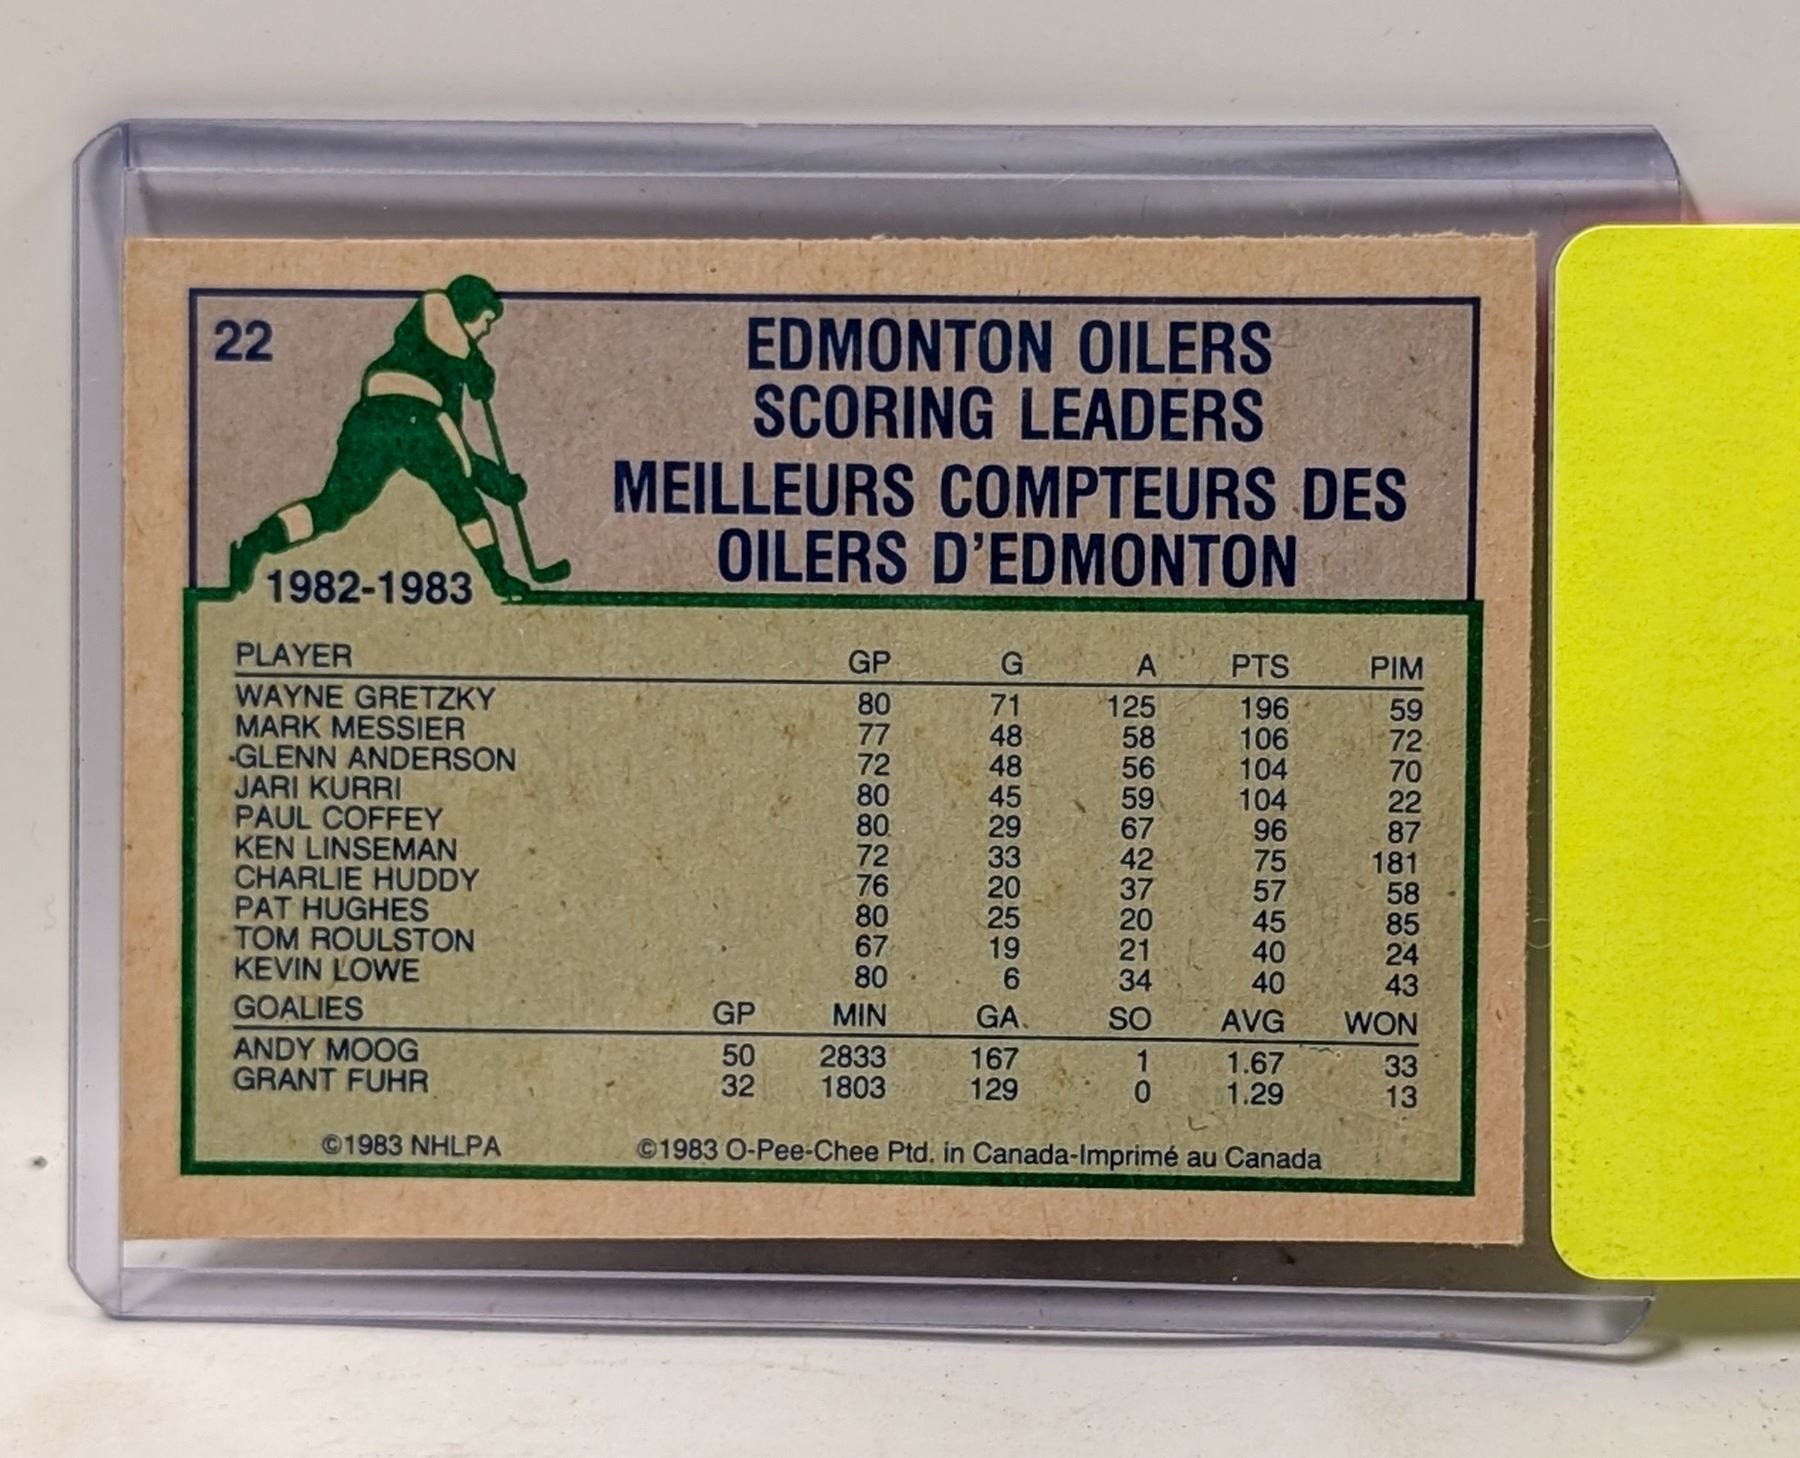 22
EDMONTON OILERS
SCORING LEADERS
MEILLEURS COMPTEURS DES
OILERS D'EDMONTON
1982-1983
PLAYER GP G A PTS PIM
WAYNE GRETZKY 80 71 125 196 59
MARK MESSIER 77 48 58 106 72
GLENN ANDERSON 72 48 56 104 70
JARI KURRI 80 45 59 104 22
PAUL COFFEY 80 29 67 96 87
KEN LINSEMAN 72 33 42 75 181
CHARLIE HUDDY 76 20 37 57 58
PAT HUGHES 80 25 20 45 85
TOM ROULSTON 67 19 21 40 24
KEVIN LOWE 80 6 34 40 43
GOALIES GP MIN GA SO AVG WON
ANDY MOOG 50 2833 167 1 1.67 33
GRANT FUHR 32 1803 129 0 1.29 13
©1983 NHLPA ©1983 O-Pee-Chee Ptd. in Canada-Imprimé au Canada